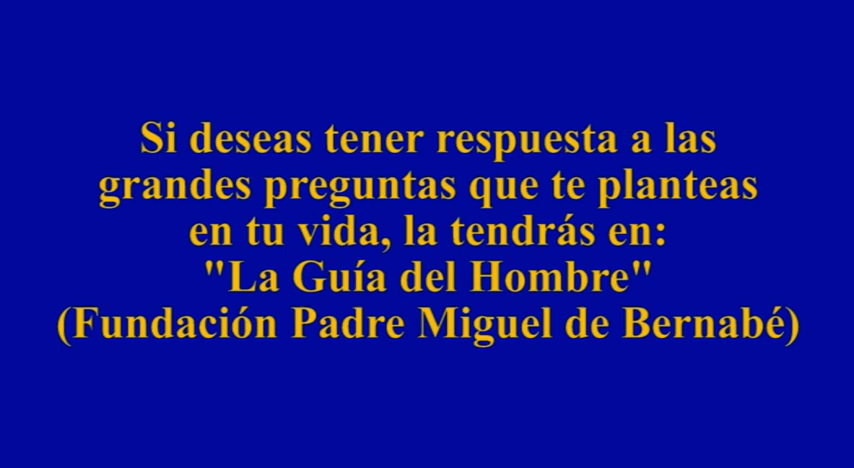 Si deseas tener respuesta a las
grandes preguntas que te planteas
en tu vida, la tendrás en:
"La Guía del Hombre"
(Fundación Padre Miguel de Bernabé)